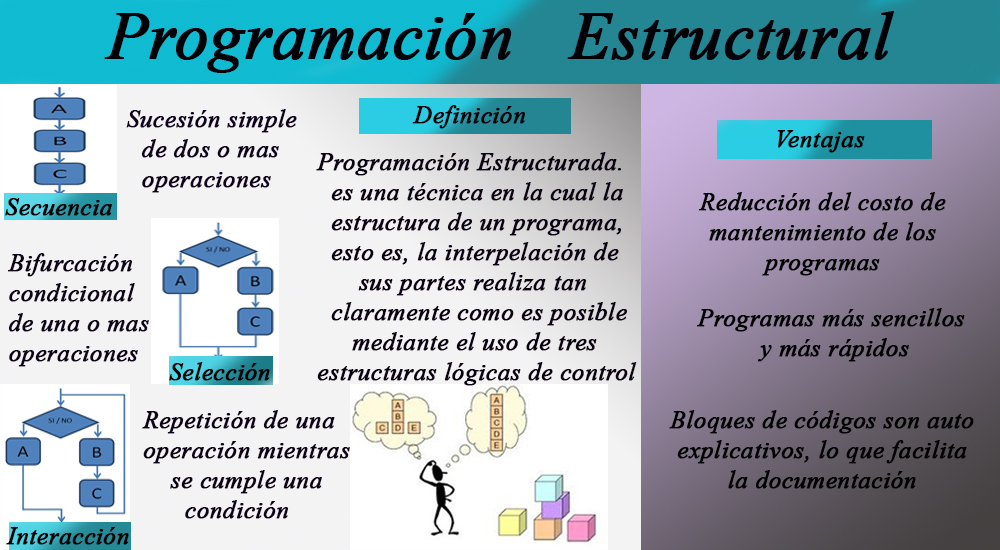 Programación Estructural
A
B
C
Secuencia
Sucesión simple
de dos o mas
operaciones
Bifurcación
condicional
de una o mas
operaciones
SI / NO
A
B
C
Selección
SI / NO
A
B
C
Interacción
Repetición de una
operación mientras
se cumple una
condición
Definición
Programación Estructurada.
es una técnica en la cual la
estructura de un programa,
esto es, la interpelación de
sus partes realiza tan
claramente como es posible
mediante el uso de tres
estructuras lógicas de control
A
B
C D E
A
B
C
D
E
Ventajas
Reducción del costo de
mantenimiento de los
programas
Programas más sencillos
y más rápidos
Bloques de códigos son auto
explicativos, lo que facilita
la documentación